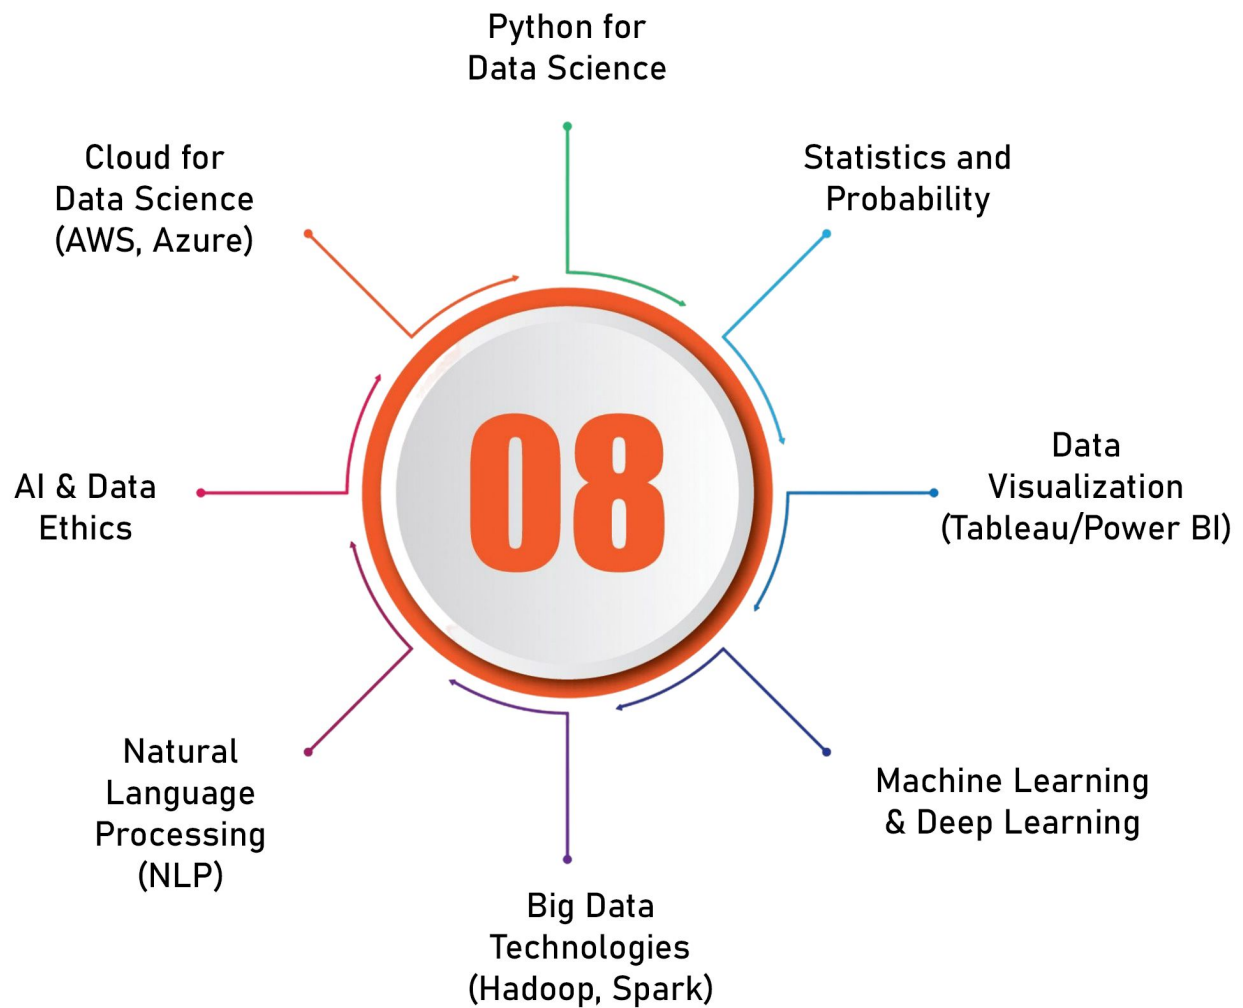 Python for
Data Science
Statistics and
Probability
Data
Visualization
(Tableau/Power BI)
Machine Learning
& Deep Learning
Big Data
Technologies
(Hadoop, Spark)
Natural
Language
Processing
(NLP)
AI & Data
Ethics
Cloud for
Data Science
(AWS, Azure)
08